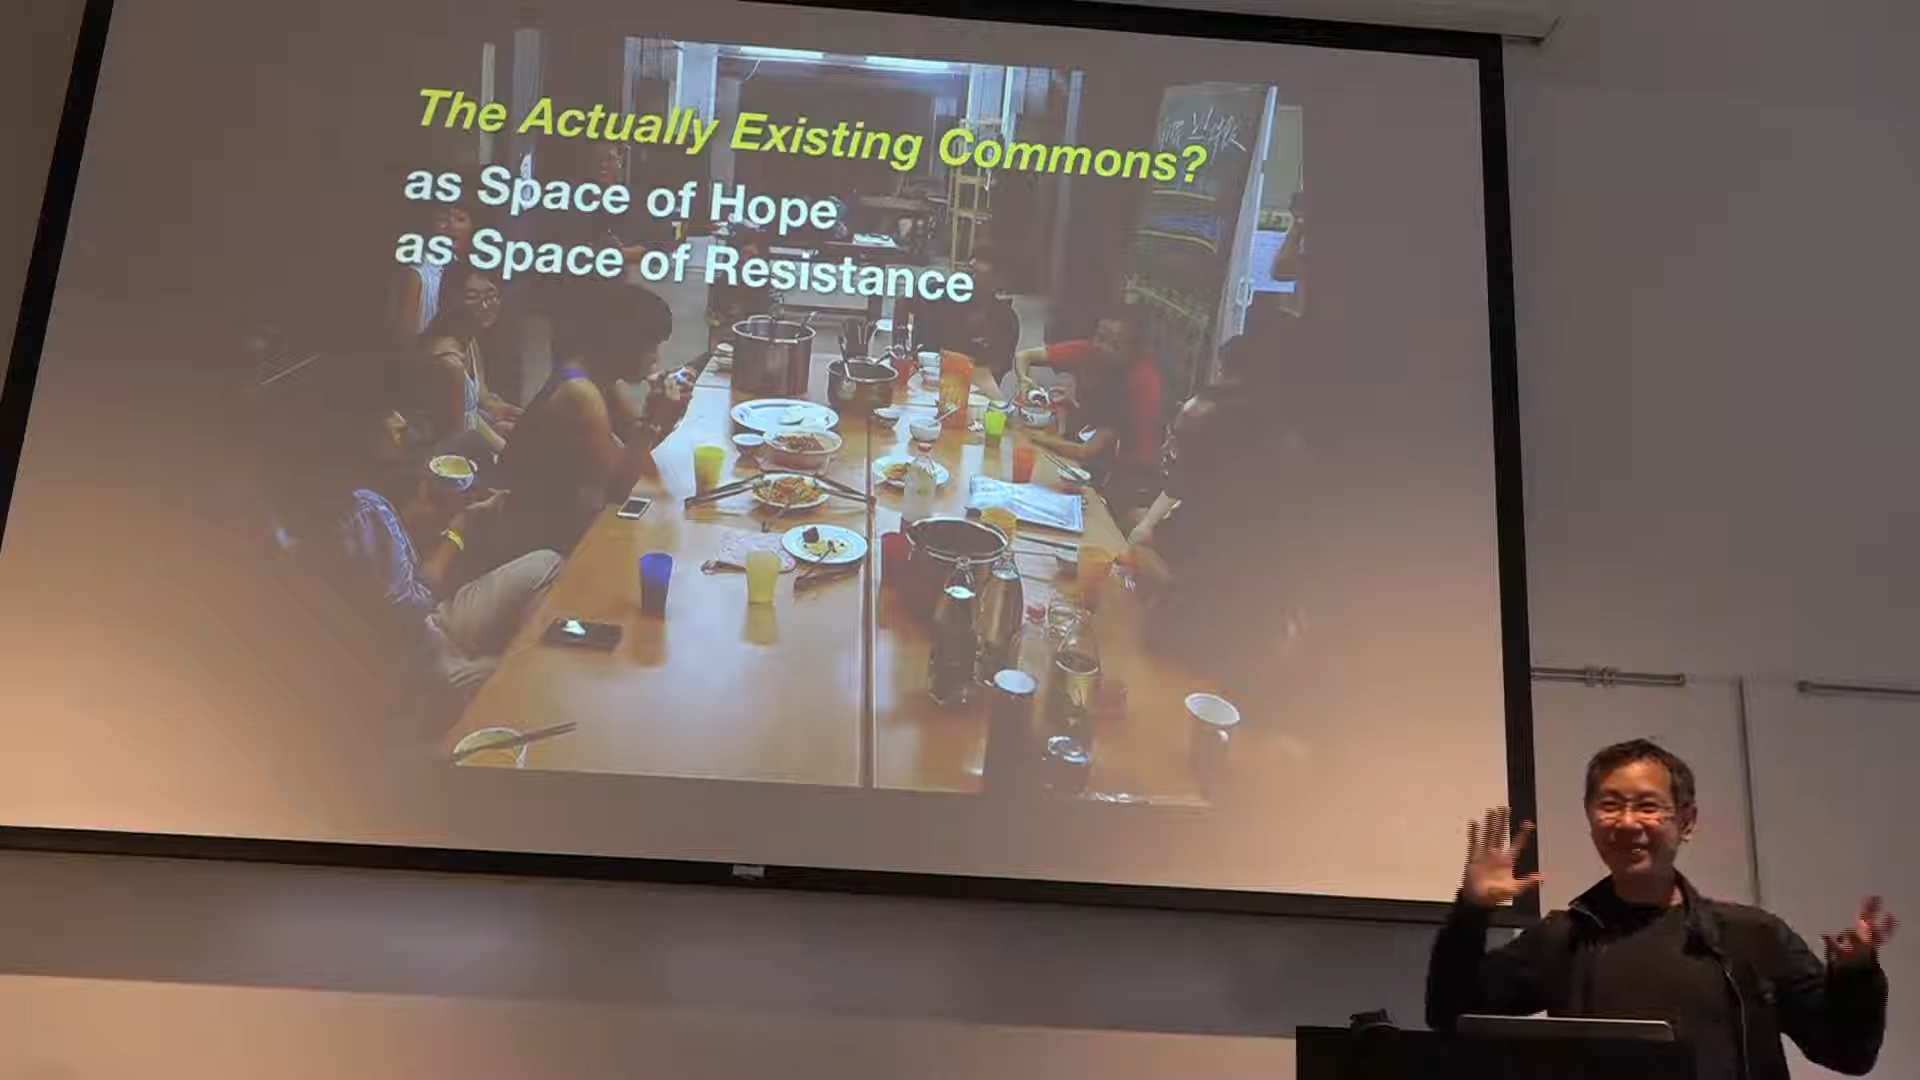 The Actually Existing Commons?
as Space of Hope
as Space of Resistance